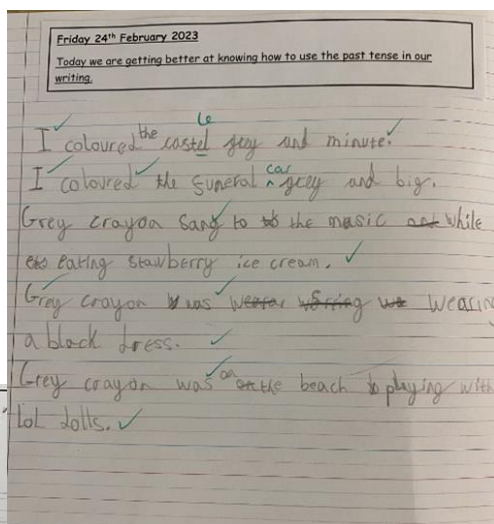 Friday 24th February 2023
Today we are getting better at knowing how to use the past tense in our
writing.
le
I coloured the castel grey and minute.
I coloured the funeral car grey and big.
Grey crayon sang to the music while
eating stawberry ice cream.
Grey crayon was wearin
a black dress.
Grey crayon was on the beach playing with
lol dolls.